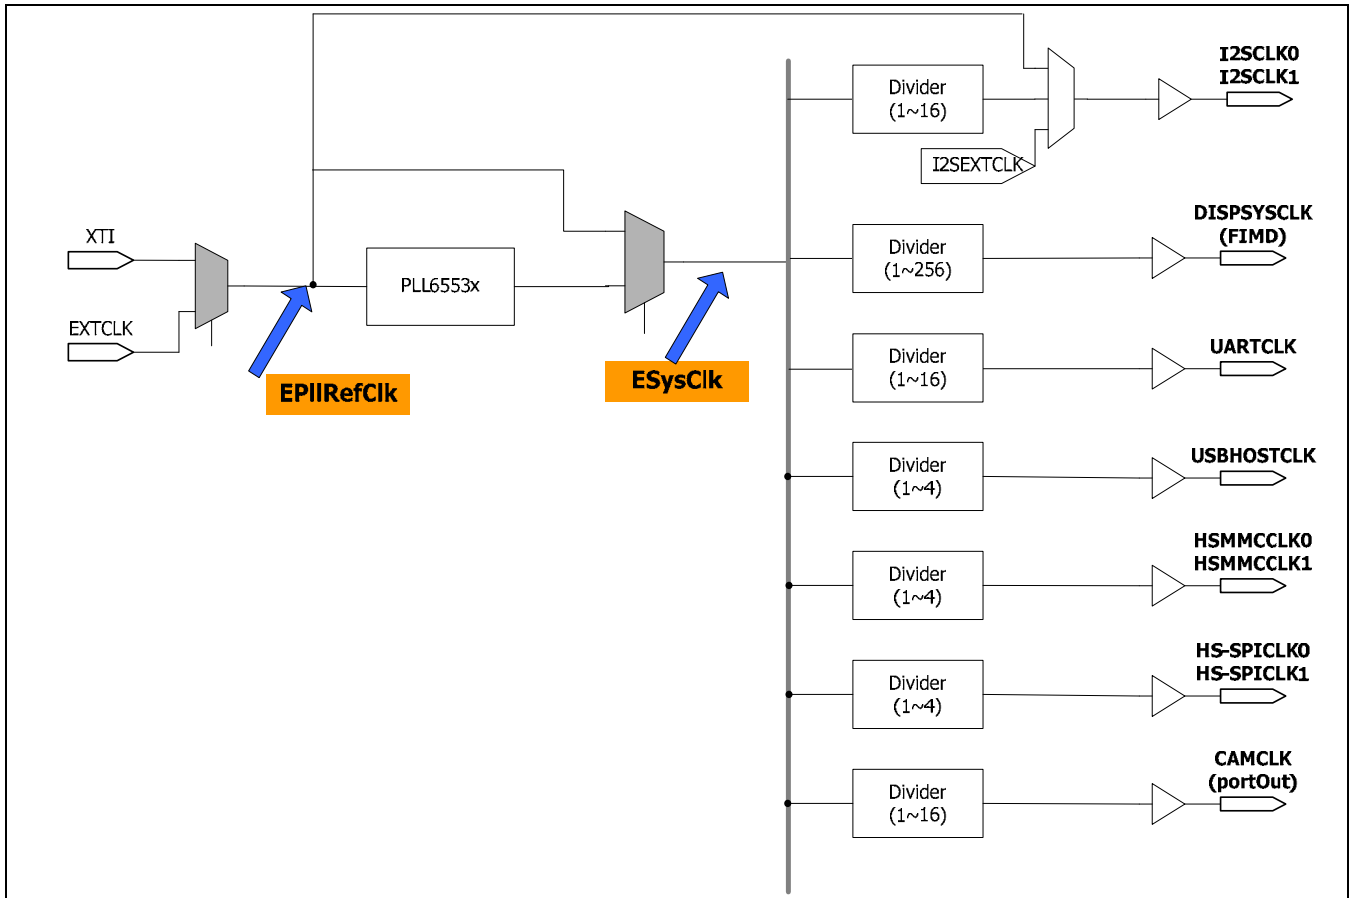 XTI
EXTCLK
PLL6553x
EPllRefClk
ESysClk
Divider
(1~16)
I2SEXTCLK
I2SCLK0
I2SCLK1
Divider
(1~256)
DISPSYSCLK
(FIMD)
Divider
(1~16)
UARTCLK
Divider
(1~4)
USBHOSTCLK
Divider
(1~4)
HSMMCCLK0
HSMMCCLK1
Divider
(1~4)
HS-SPICLK0
HS-SPICLK1
Divider
(1~16)
CAMCLK
(portOut)